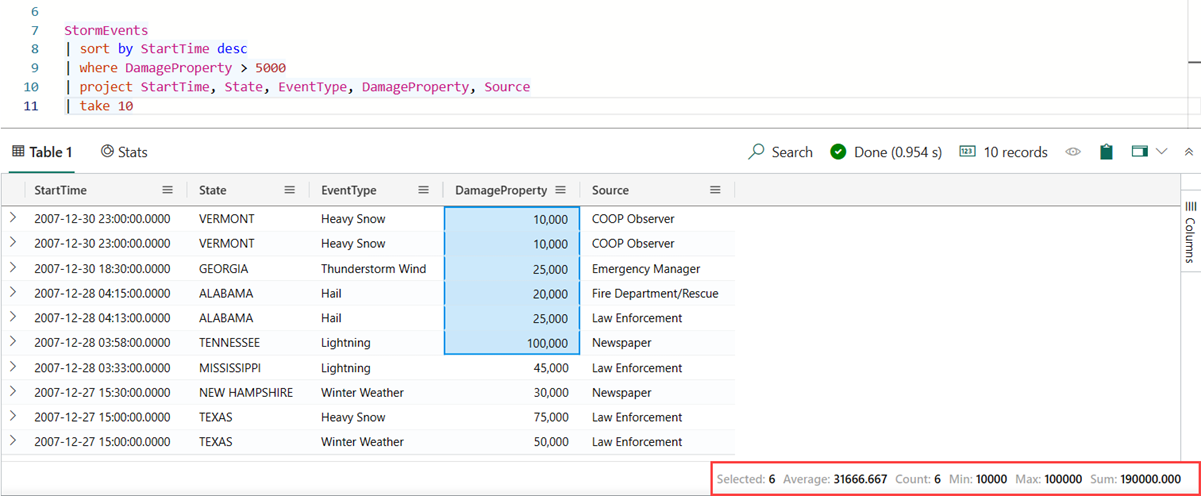 6
7 StormEvents
8 | sort by StartTime desc
9 | where DamageProperty > 5000
10 | project StartTime, State, EventType, DamageProperty, Source
11 | take 10
Table 1 Stats Search Done (0.954 s) 123 10 records
StartTime State EventType DamageProperty Source
2007-12-30 23:00:00.0000 VERMONT Heavy Snow 10,000 COOP Observer
2007-12-30 23:00:00.0000 VERMONT Heavy Snow 10,000 COOP Observer
2007-12-30 18:30:00.0000 GEORGIA Thunderstorm Wind 25,000 Emergency Manager
2007-12-28 04:15:00.0000 ALABAMA Hail 20,000 Fire Department/Rescue
2007-12-28 04:13:00.0000 ALABAMA Hail 25,000 Law Enforcement
2007-12-28 03:58:00.0000 TENNESSEE Lightning 100,000 Newspaper
2007-12-28 03:33:00.0000 MISSISSIPPI Lightning 45,000 Law Enforcement
2007-12-27 15:30:00.0000 NEW HAMPSHIRE Winter Weather 30,000 Newspaper
2007-12-27 15:00:00.0000 TEXAS Heavy Snow 75,000 Law Enforcement
2007-12-27 15:00:00.0000 TEXAS Winter Weather 50,000 Law Enforcement
Columns
Selected: 6 Average: 31666.667 Count: 6 Min: 10000 Max: 100000 Sum: 190000.000